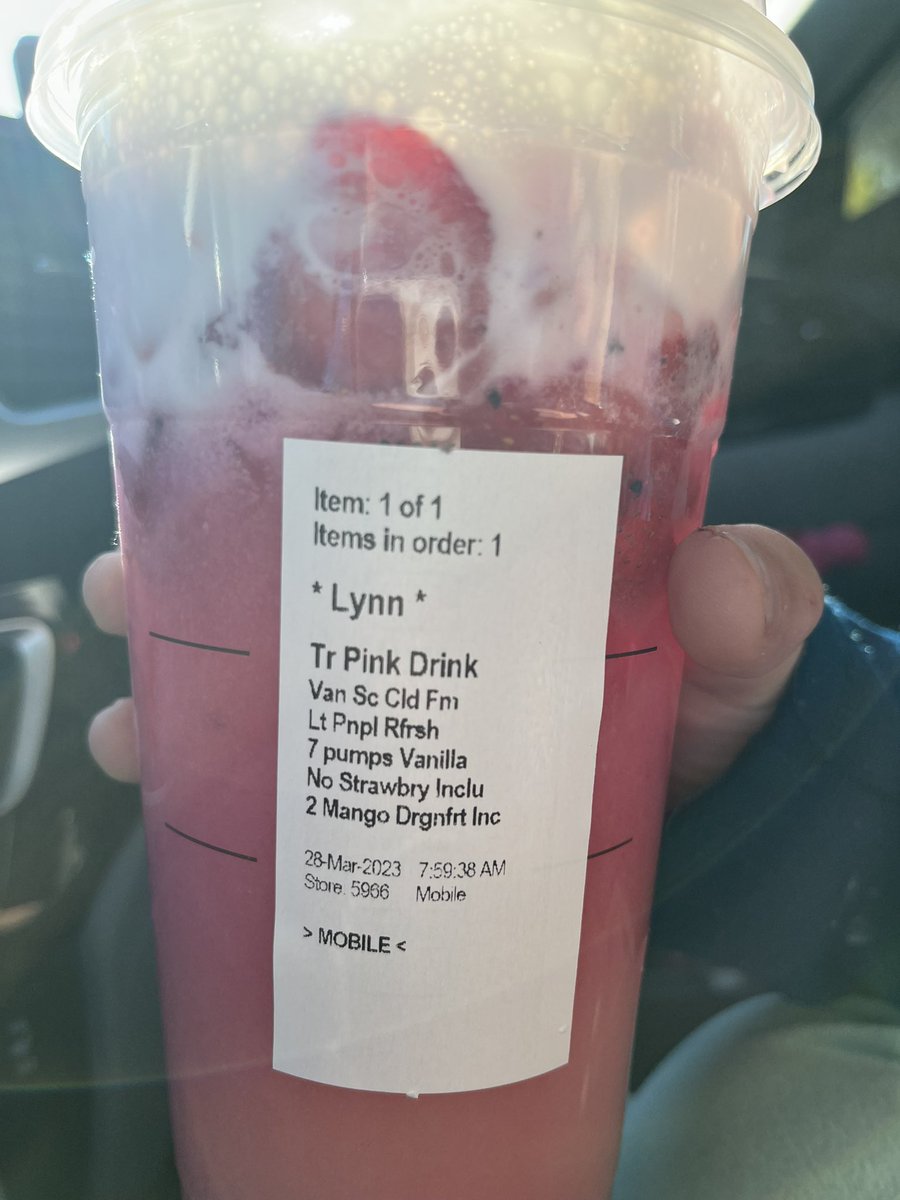 Item: 1 of 1
Items in order: 1
* Lynn *
Tr Pink Drink
Van Sc Cld Fm
Lt Pnpl Rfrsh
7 pumps Vanilla
No Strawbry Inclu
2 Mango Drgnfrt Inc
28-Mar-2023 7:59:38 AM
Store: 5966 Mobile
> MOBILE <